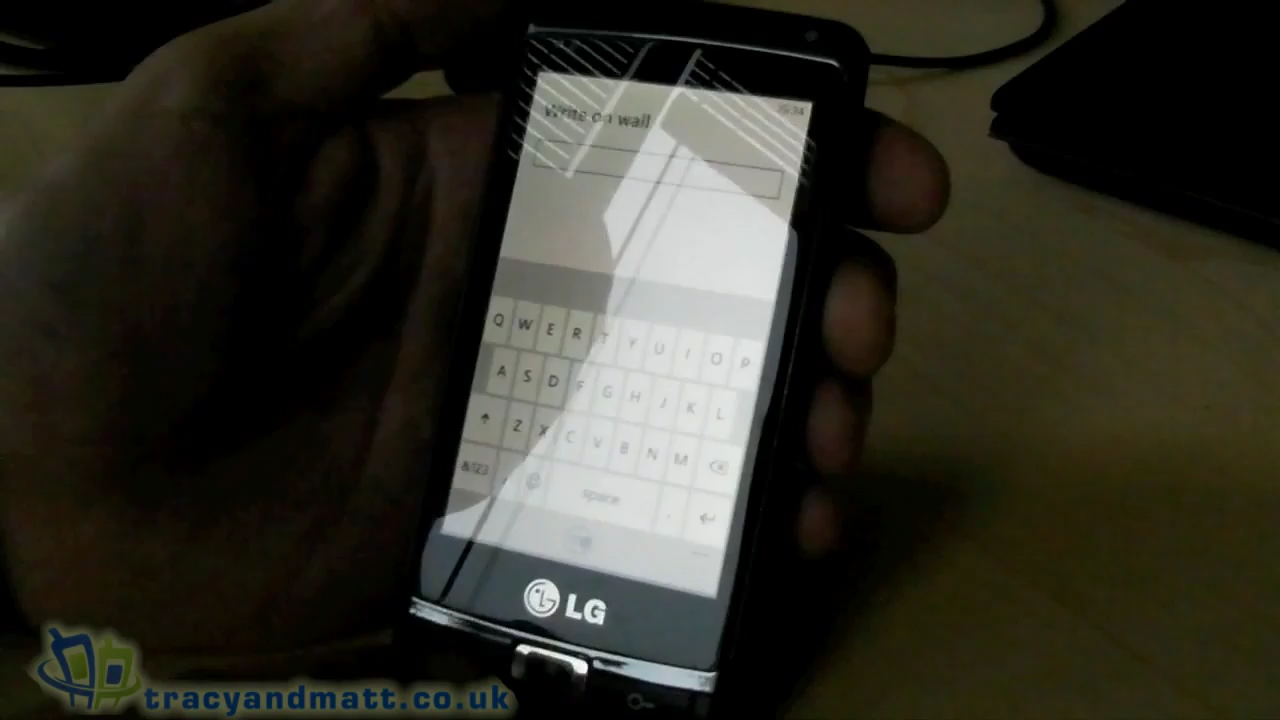 Write on wall
Q W E R T Y U I O P
A S D F G H J K L
Z X C V B N M
&123 space .
LG
tracyandmatt.co.uk